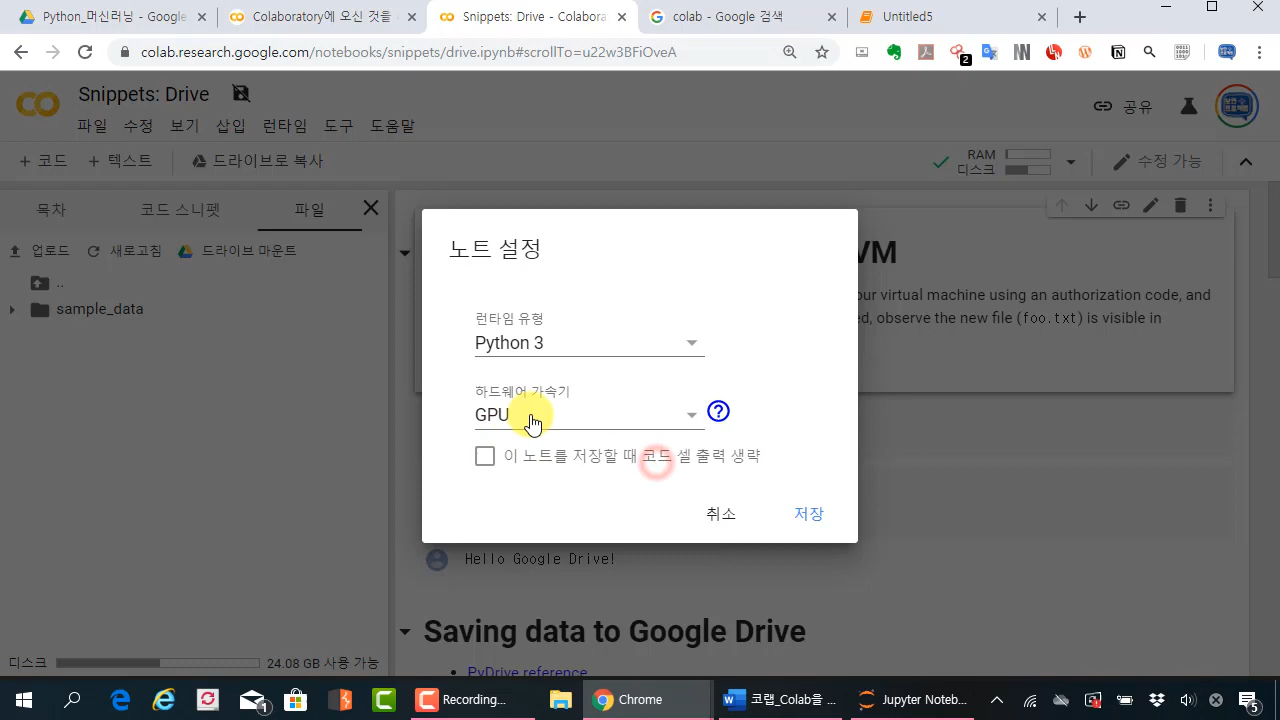 Python_머신러닝 - Google
Colaboratory에 오신 것을
Snippets: Drive - Colabora
colab - Google 검색
Untitled5
colab.research.google.com/notebooks/snippets/drive.ipynb#scrollTo=u22w3BFiOveA
2
Snippets: Drive
파일 수정 보기 삽입 런타임 도구 도움말
공유
+ 코드 + 텍스트 드라이브로 복사
RAM
디스크
수정 가능
목차 코드 스니펫 파일
업로드 새로고침 드라이브 마운트
..
sample_data
노트 설정
런타임 유형
Python 3
하드웨어 가속기
GPU
이 노트를 저장할 때 코드 셀 출력 생략
취소 저장
VM
our virtual machine using an authorization code, and
ed, observe the new file (foo.txt) is visible in
Hello Google Drive!
Saving data to Google Drive
PyDrive reference
디스크 24.08 GB 사용 가능
1
Recording...
Chrome
코랩_Colab를 ...
Jupyter Noteb...
5